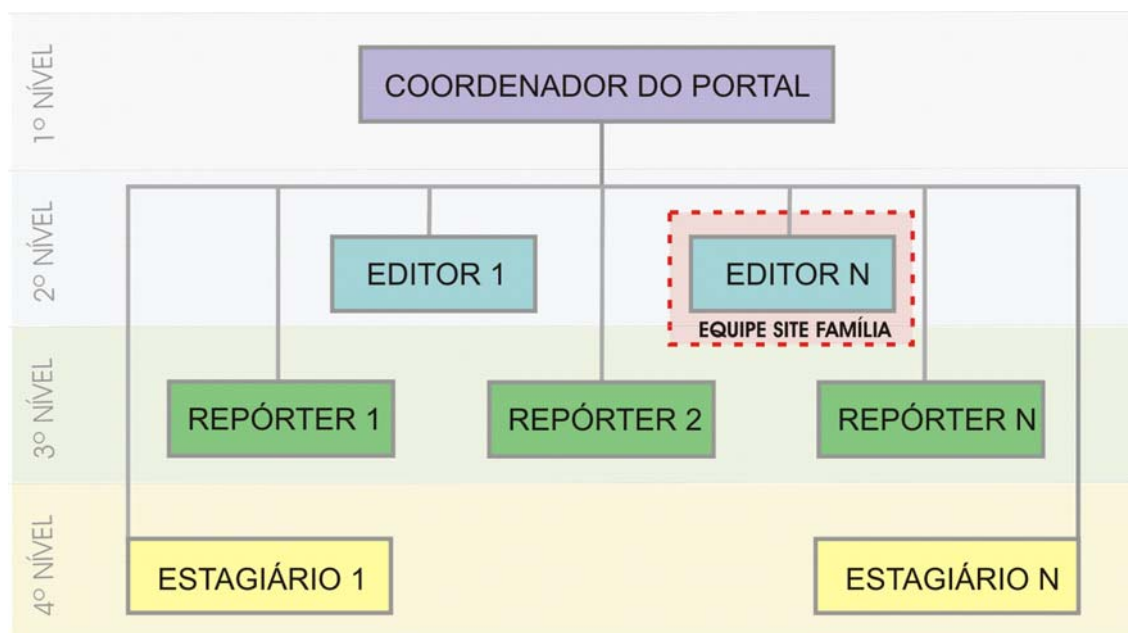 1º NÍVEL
COORDENADOR DO PORTAL
2º NÍVEL
EDITOR 1
EDITOR N
EQUIPE SITE FAMÍLIA
3º NÍVEL
REPÓRTER 1
REPÓRTER 2
REPÓRTER N
4º NÍVEL
ESTAGIÁRIO 1
ESTAGIÁRIO N